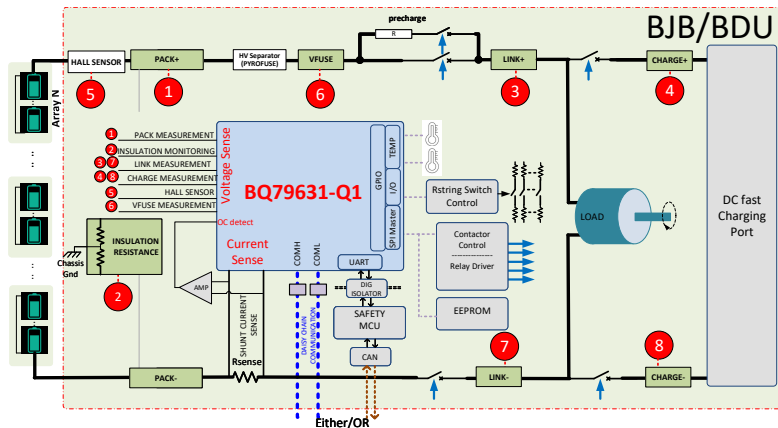 BJB/BDU
precharge
R
HALL SENSOR
PACK+
HV Separator
(PYROFUSE)
VFUSE
LINK+
CHARGE+
5
1
6
3
4
Array N
1
PACK MEASUREMENT
2
INSULATION MONITORING
3 7
LINK MEASUREMENT
4 8
CHARGE MEASUREMENT
5
HALL SENSOR
6
VFUSE MEASUREMENT
Voltage Sense
BQ79631-Q1
OC detect
Current
Sense
GPIO
TEMP
I/O
SPI Master
COMH
COML
UART
Rstring Switch
Control
LOAD
DC fast
Charging
Port
INSULATION
RESISTANCE
Chassis
Gnd
2
AMP
SHUNT CURRENT
SENSE
DAISY CHAIN
COMMUNICATION
DIG
ISOLATOR
SAFETY
MCU
CAN
Contactor
Control
----------------
Relay Driver
EEPROM
7
8
PACK-
Rsense
LINK-
CHARGE-
Either/OR